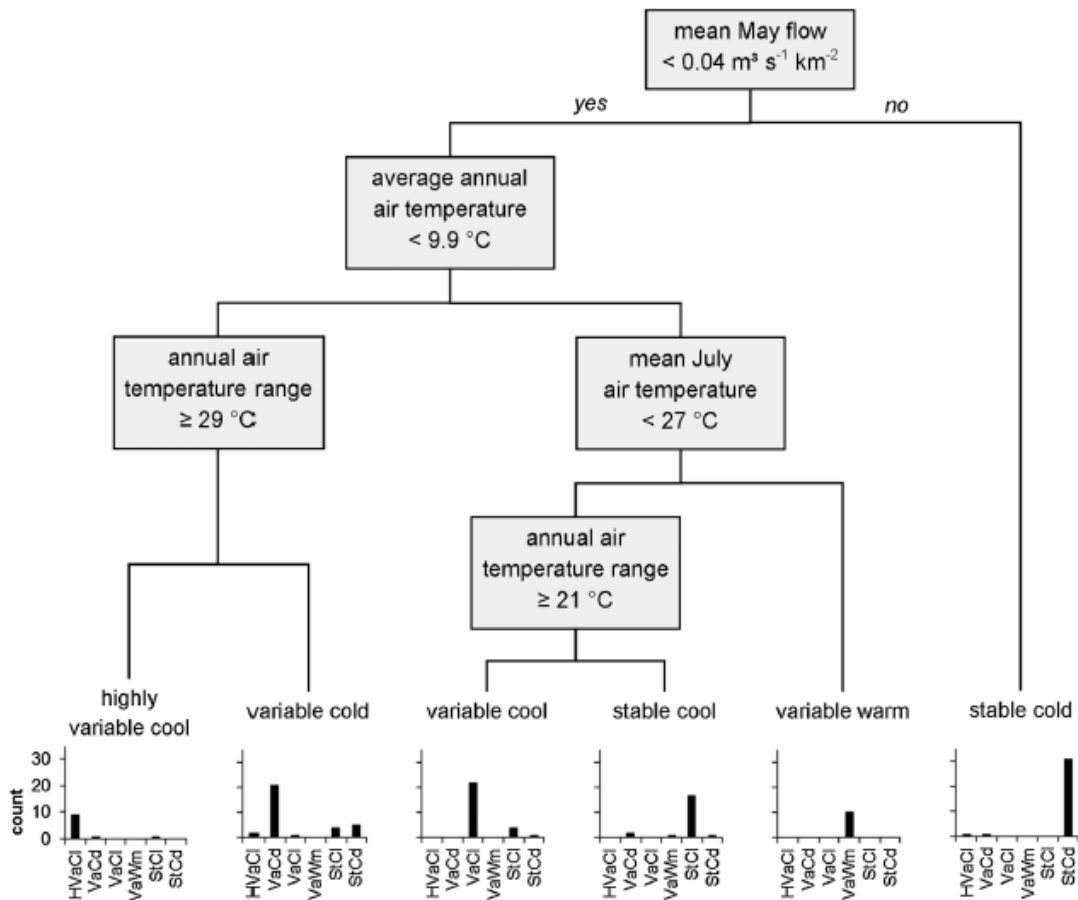 mean May flow
< 0.04 m³ s⁻¹ km⁻²
yes
no
average annual
air temperature
< 9.9 °C
annual air
temperature range
≥ 29 °C
mean July
air temperature
< 27 °C
annual air
temperature range
≥ 21 °C
highly
variable cool
variable cold
variable cool
stable cool
variable warm
stable cold
count
30
20
10
0
HVaCl
VaCd
VaCl
VaWm
StCl
StCd
HVaCl
VaCd
VaCl
VaWm
StCl
StCd
HVaCl
VaCd
VaCl
VaWm
StCl
StCd
HVaCl
VaCd
VaCl
VaWm
StCl
StCd
HVaCl
VaCd
VaCl
VaWm
StCl
StCd
HVaCl
VaCd
VaCl
VaWm
StCl
StCd